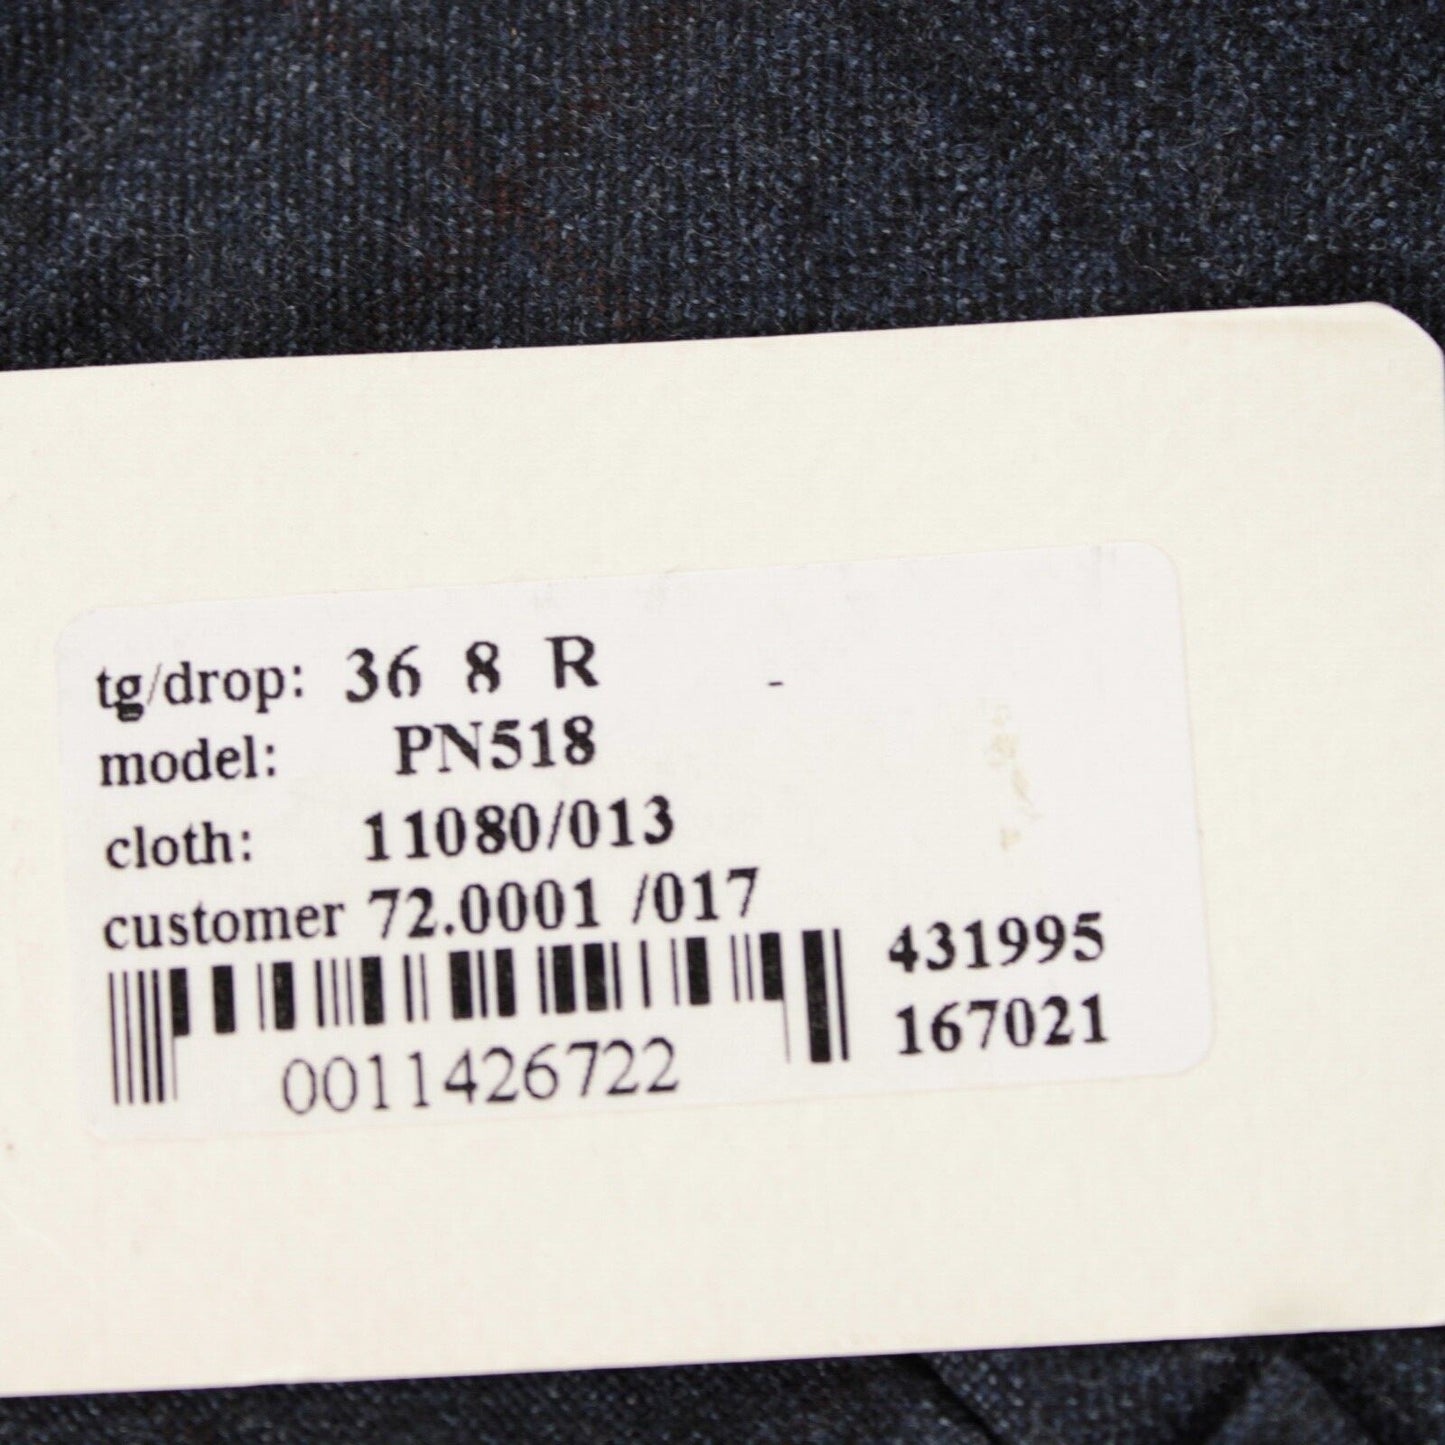 tg/drop: 36 8 R -
model: PN518
cloth: 11080/013
customer 72.0001 /017
431995
0011426722
167021